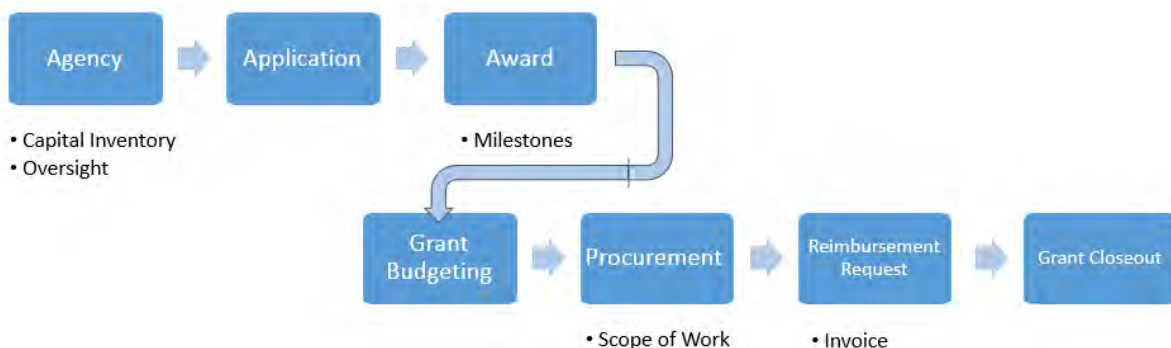 Agency
Application
Award
• Capital Inventory
• Oversight
• Milestones
Grant
Budgeting
Procurement
Reimbursement
Request
Grant Closeout
• Scope of Work
• Invoice